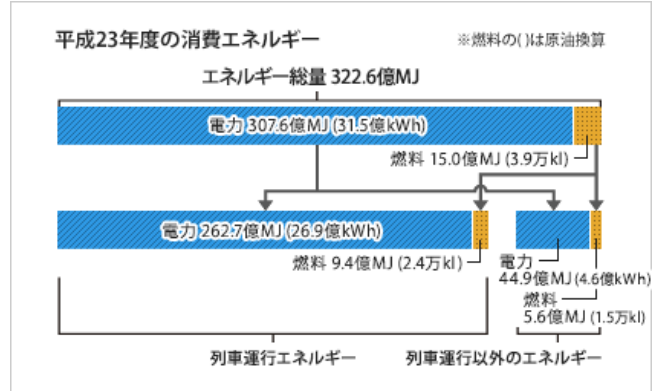 平成23年度の消費エネルギー
※燃料の( )は原油換算
エネルギー総量 322.6億MJ
電力 307.6億MJ (31.5億kWh)
燃料 15.0億MJ (3.9万kl)
電力 262.7億MJ (26.9億kWh)
燃料 9.4億MJ (2.4万kl)
電力
44.9億MJ (4.6億kWh)
燃料
5.6億MJ (1.5万kl)
列車運行エネルギー
列車運行以外のエネルギー